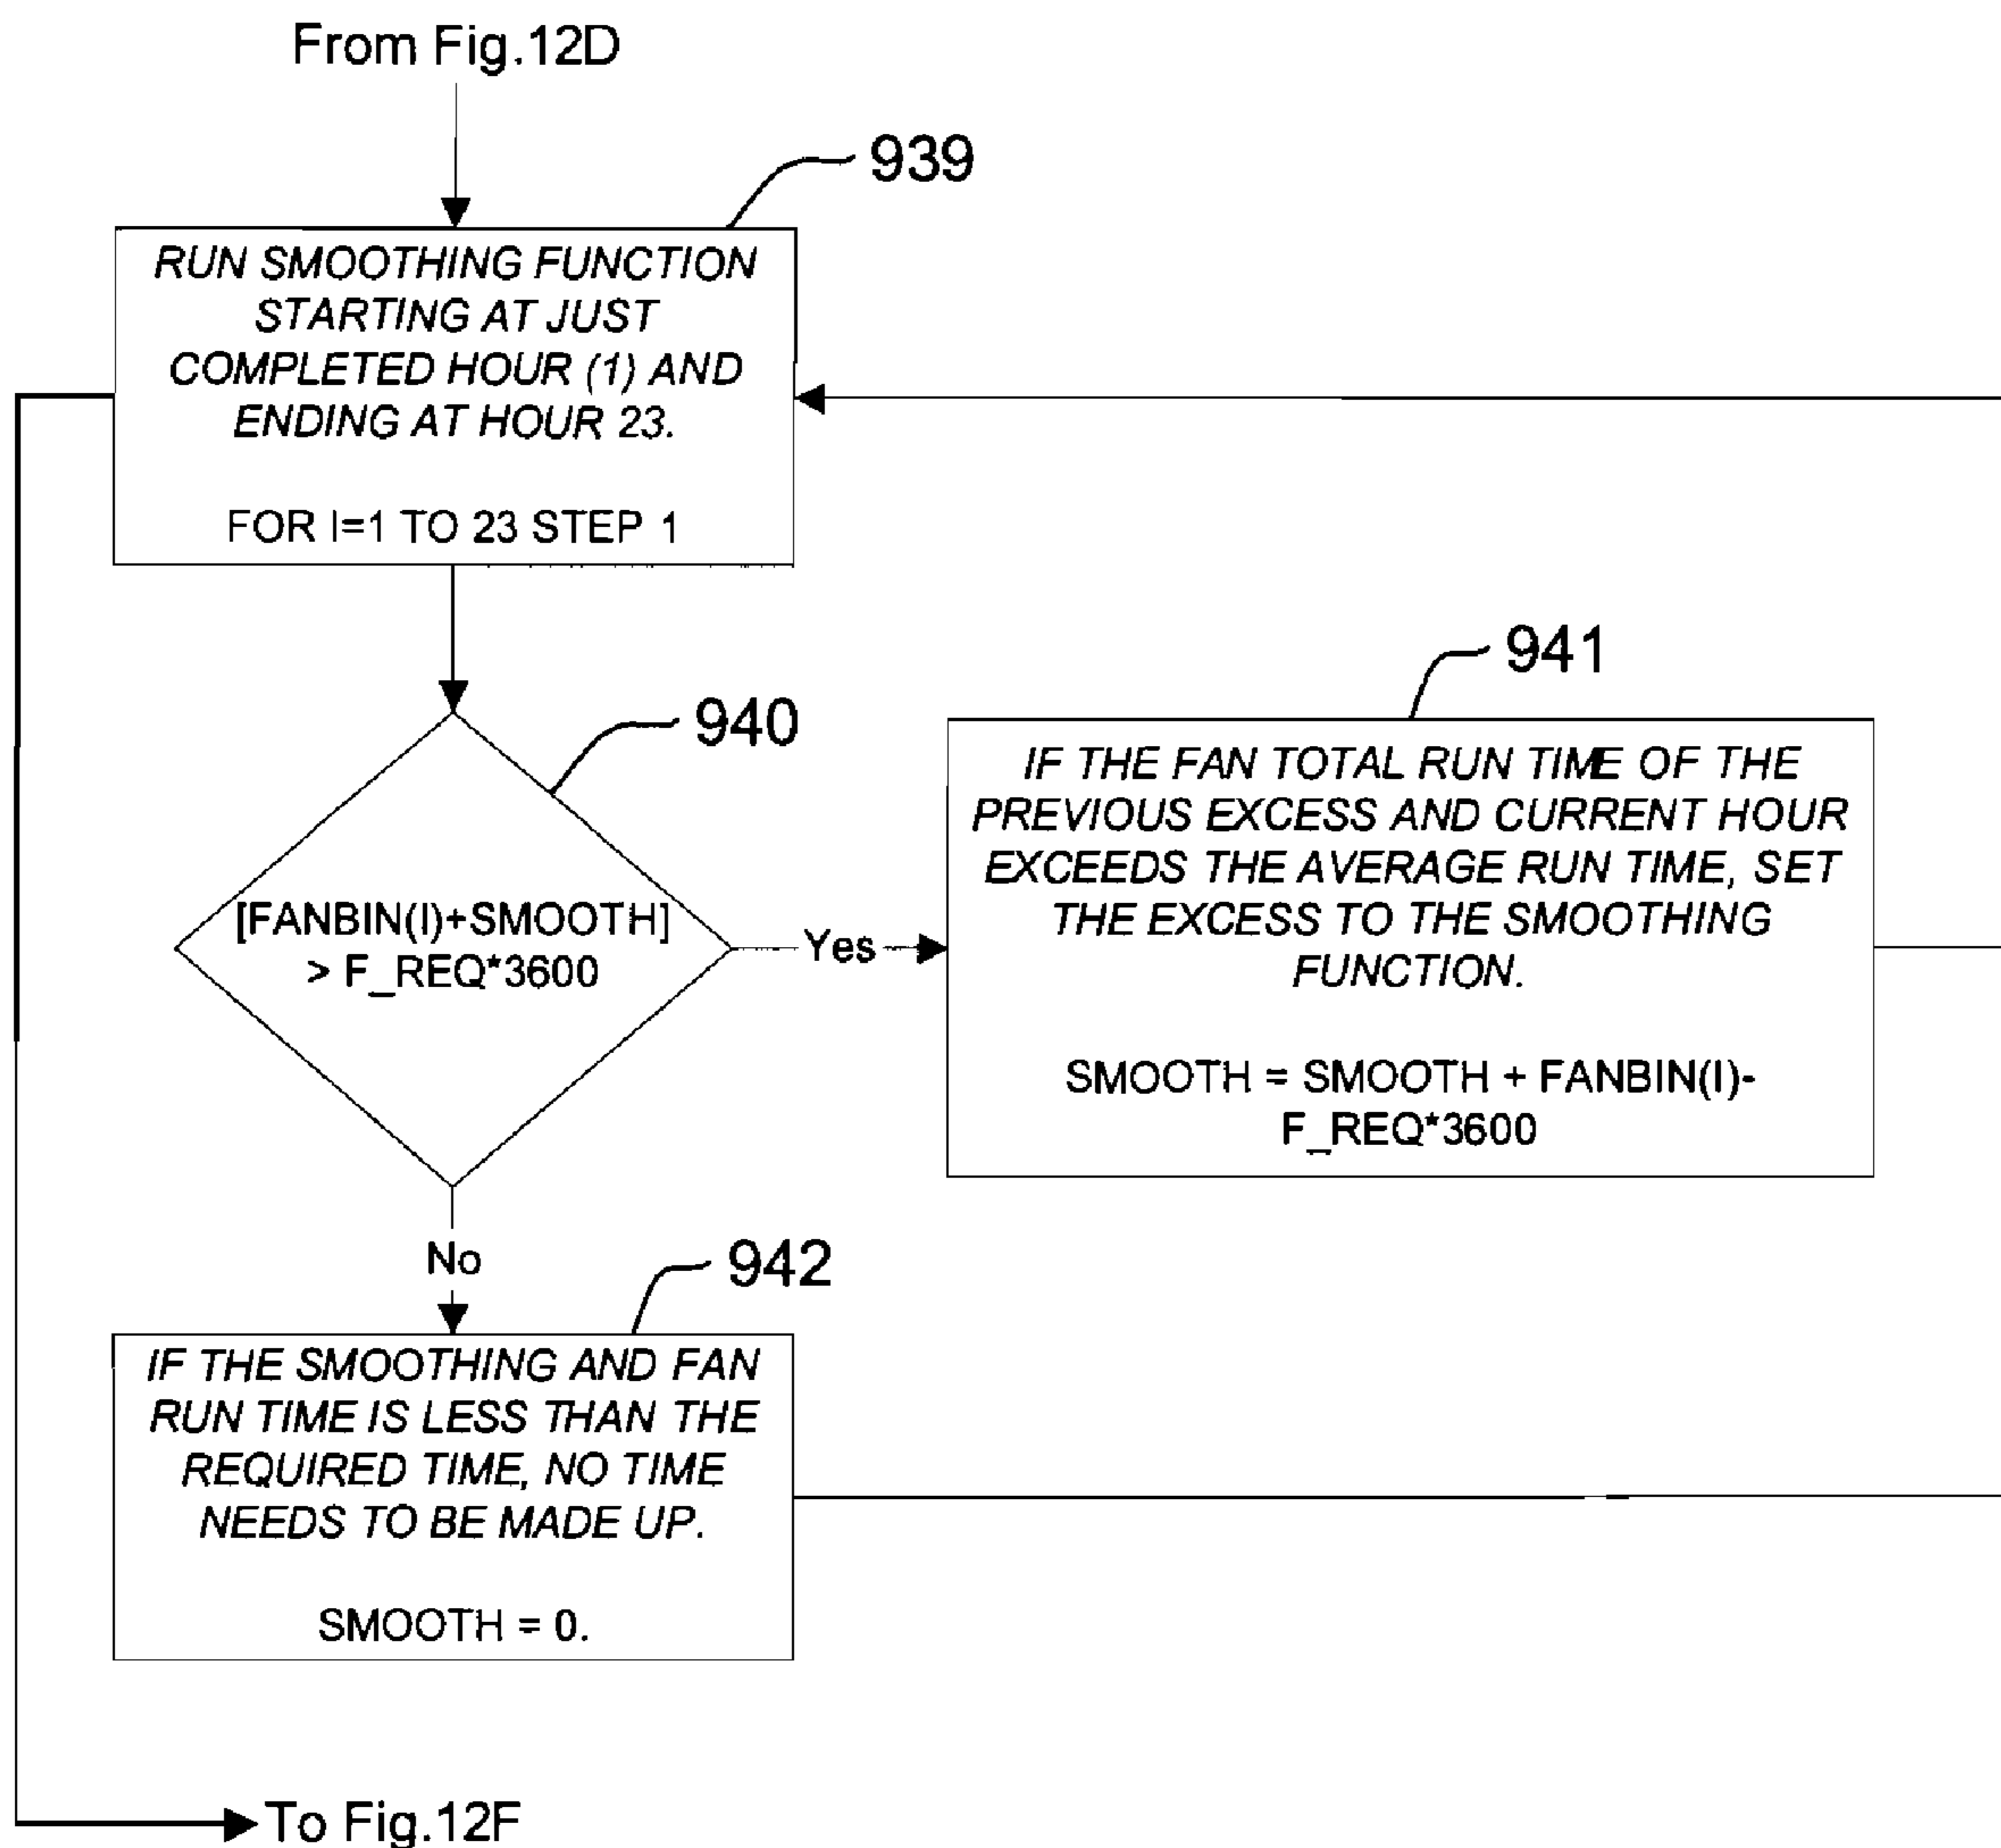 From Fig.12D
939
RUN SMOOTHING FUNCTION
STARTING AT JUST
COMPLETED HOUR (1) AND
ENDING AT HOUR 23.
FOR I=1 TO 23 STEP 1
940
[FANBIN(I)+SMOOTH]
> F_REQ*3600
Yes
941
IF THE FAN TOTAL RUN TIME OF THE
PREVIOUS EXCESS AND CURRENT HOUR
EXCEEDS THE AVERAGE RUN TIME, SET
THE EXCESS TO THE SMOOTHING
FUNCTION.
SMOOTH = SMOOTH + FANBIN(I)-
F_REQ*3600
No
942
IF THE SMOOTHING AND FAN
RUN TIME IS LESS THAN THE
REQUIRED TIME, NO TIME
NEEDS TO BE MADE UP.
SMOOTH = 0.
To Fig.12F